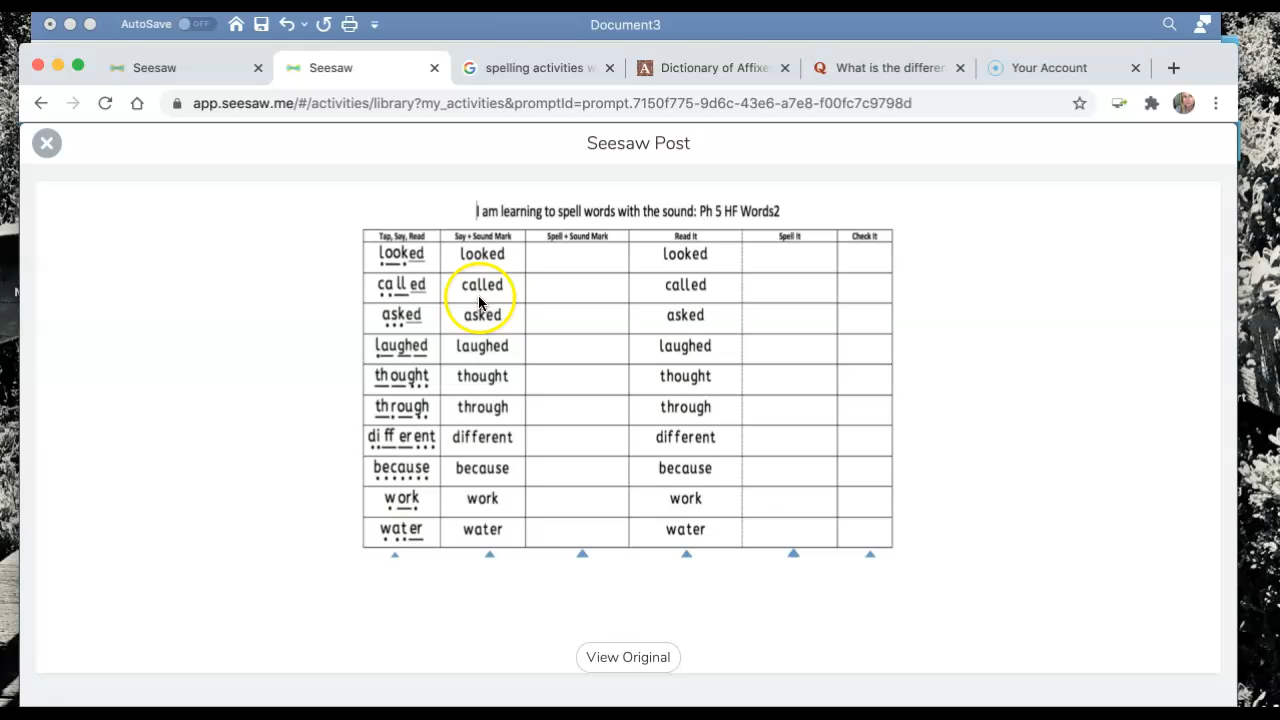 AutoSave OFF Document3
Seesaw Seesaw spelling activities w Dictionary of Affixe What is the differen Your Account
app.seesaw.me/#/activities/library?my_activities&promptId=prompt.7150f775-9d6c-43e6-a7e8-f00fc7c9798d
Seesaw Post
I am learning to spell words with the sound: Ph 5 HF Words2
Tap, Say, Read Say + Sound Mark Spell + Sound Mark Read It Spell It Check It
looked looked looked
called called called
asked asked asked
laughed laughed laughed
thought thought thought
through through through
different different different
because because because
work work work
water water water
View Original